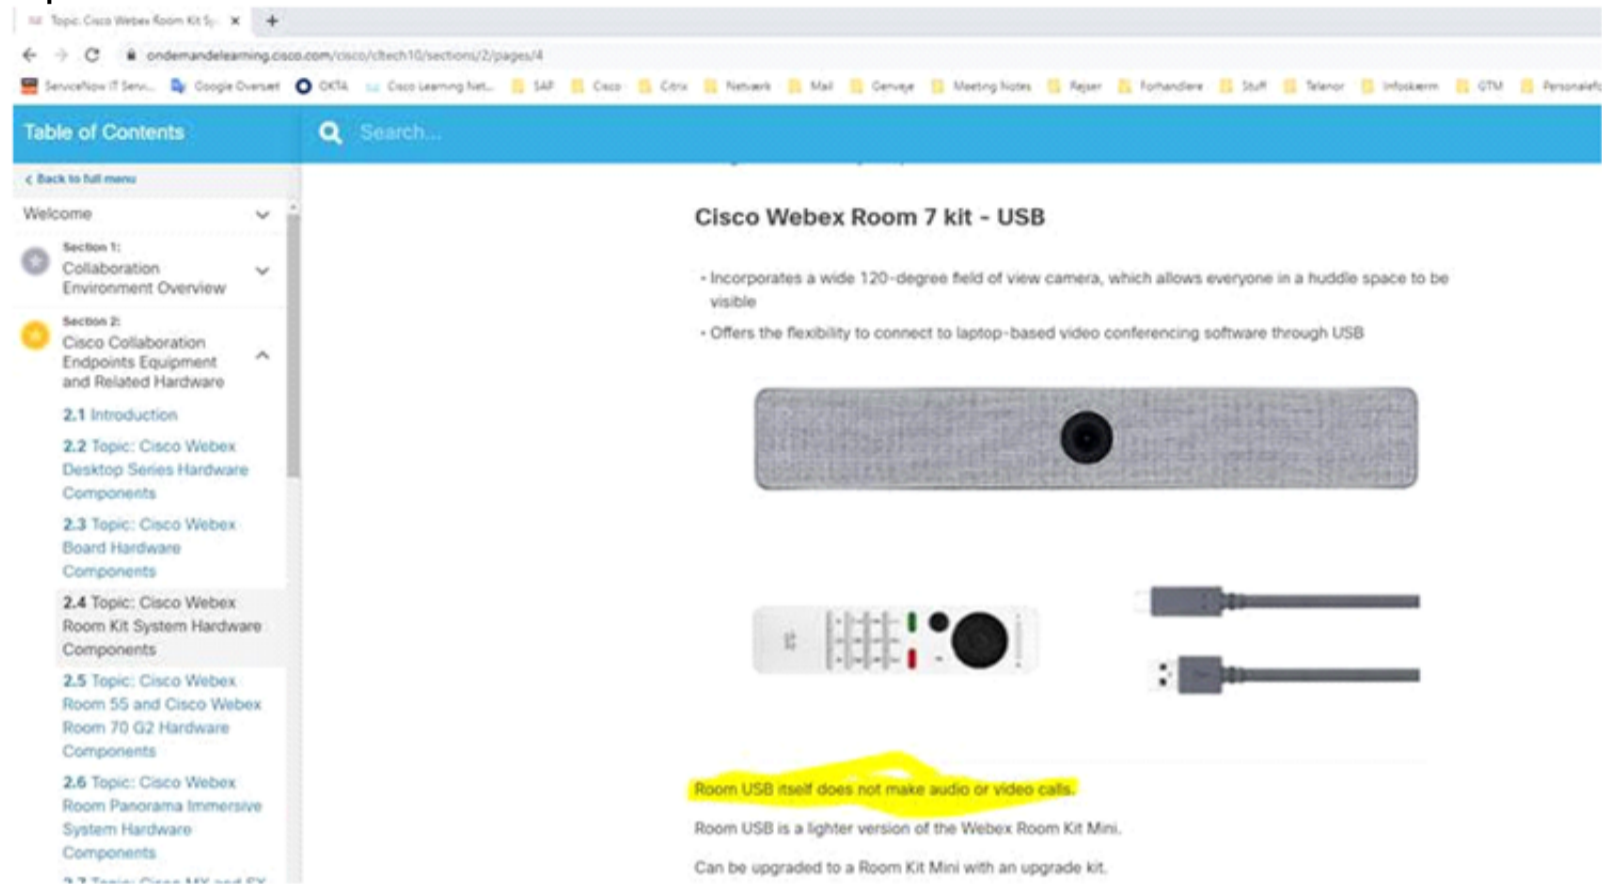 Topic: Cisco Webex Room Kit Sy
ondemandelearning.cisco.com/cisco/cltech10/sections/2/pages/4
ServiceNow IT Servi... Google Oversæt OKTA Cisco Learning Net... SAP Cisco Citrix Netværk Mail Genveje Meeting Notes Rejser Forhandlere Stuff Telenor Infoskærm GTM
Table of Contents
Search...
Back to full menu
Welcome
Section 1:
Collaboration
Environment Overview
Section 2:
Cisco Collaboration
Endpoints Equipment
and Related Hardware
2.1 Introduction
2.2 Topic: Cisco Webex
Desktop Series Hardware
Components
2.3 Topic: Cisco Webex
Board Hardware
Components
2.4 Topic: Cisco Webex
Room Kit System Hardware
Components
2.5 Topic: Cisco Webex
Room 55 and Cisco Webex
Room 70 G2 Hardware
Components
2.6 Topic: Cisco Webex
Room Panorama Immersive
System Hardware
Components
2.7 Topic: Cisco MX and SX
Cisco Webex Room 7 kit - USB
• Incorporates a wide 120-degree field of view camera, which allows everyone in a huddle space to be
visible
• Offers the flexibility to connect to laptop-based video conferencing software through USB
Room USB itself does not make audio or video calls.
Room USB is a lighter version of the Webex Room Kit Mini.
Can be upgraded to a Room Kit Mini with an upgrade kit.